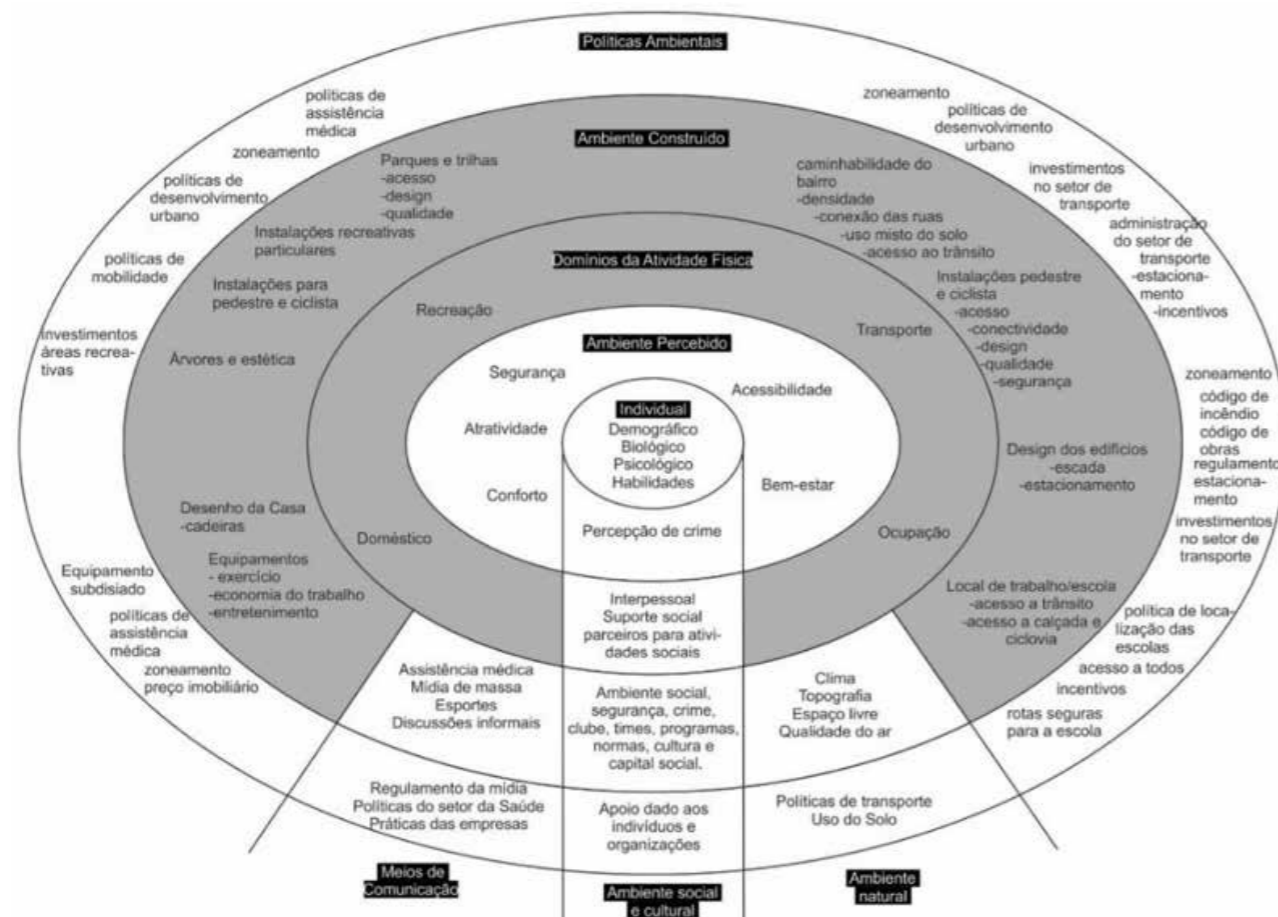 Políticas Ambientais
políticas de
assistência
médica
zoneamento
políticas de
desenvolvimento
urbano
políticas de
mobilidade
investimentos
áreas recrea-
tivas
Equipamento
subdisiado
políticas de
assistência
médica
zoneamento
preço imobiliário
zoneamento
políticas de
desenvolvimento
urbano
investimentos
no setor de
transporte
administração
do setor de
transporte
-estaciona-
mento
-incentivos
zoneamento
código de
incêndio
código de
obras
regulamento
estaciona-
mento
investimentos
no setor de
transporte
política de loca-
lização das
escolas
acesso a todos
incentivos
rotas seguras
para a escola
Ambiente Construído
Parques e trilhas
-acesso
-design
-qualidade
Instalações recreativas
particulares
Instalações para
pedestre e ciclista
Árvores e estética
Desenho da Casa
-cadeiras
Equipamentos
- exercício
-economia do trabalho
-entretenimento
caminhabilidade do
bairro
-densidade
-conexão das ruas
-uso misto do solo
-acesso ao trânsito
Instalações pedestre
e ciclista
-acesso
-conectividade
-design
-qualidade
-segurança
Design dos edifícios
-escada
-estacionamento
Local de trabalho/escola
-acesso a trânsito
-acesso a calçada e
ciclovia
Domínios da Atividade Física
Recreação
Transporte
Doméstico
Ocupação
Ambiente Percebido
Segurança
Acessibilidade
Atratividade
Conforto
Bem-estar
Individual
Demográfico
Biológico
Psicológico
Habilidades
Percepção de crime
Interpessoal
Suporte social
parceiros para ativi-
dades sociais
Assistência médica
Mídia de massa
Esportes
Discussões informais
Ambiente social,
segurança, crime,
clube, times, programas,
normas, cultura e
capital social.
Clima
Topografia
Espaço livre
Qualidade do ar
Regulamento da mídia
Políticas do setor da Saúde
Práticas das empresas
Apoio dado aos
indivíduos e
organizações
Políticas de transporte
Uso do Solo
Meios de
Comunicação
Ambiente social
e cultural
Ambiente
natural